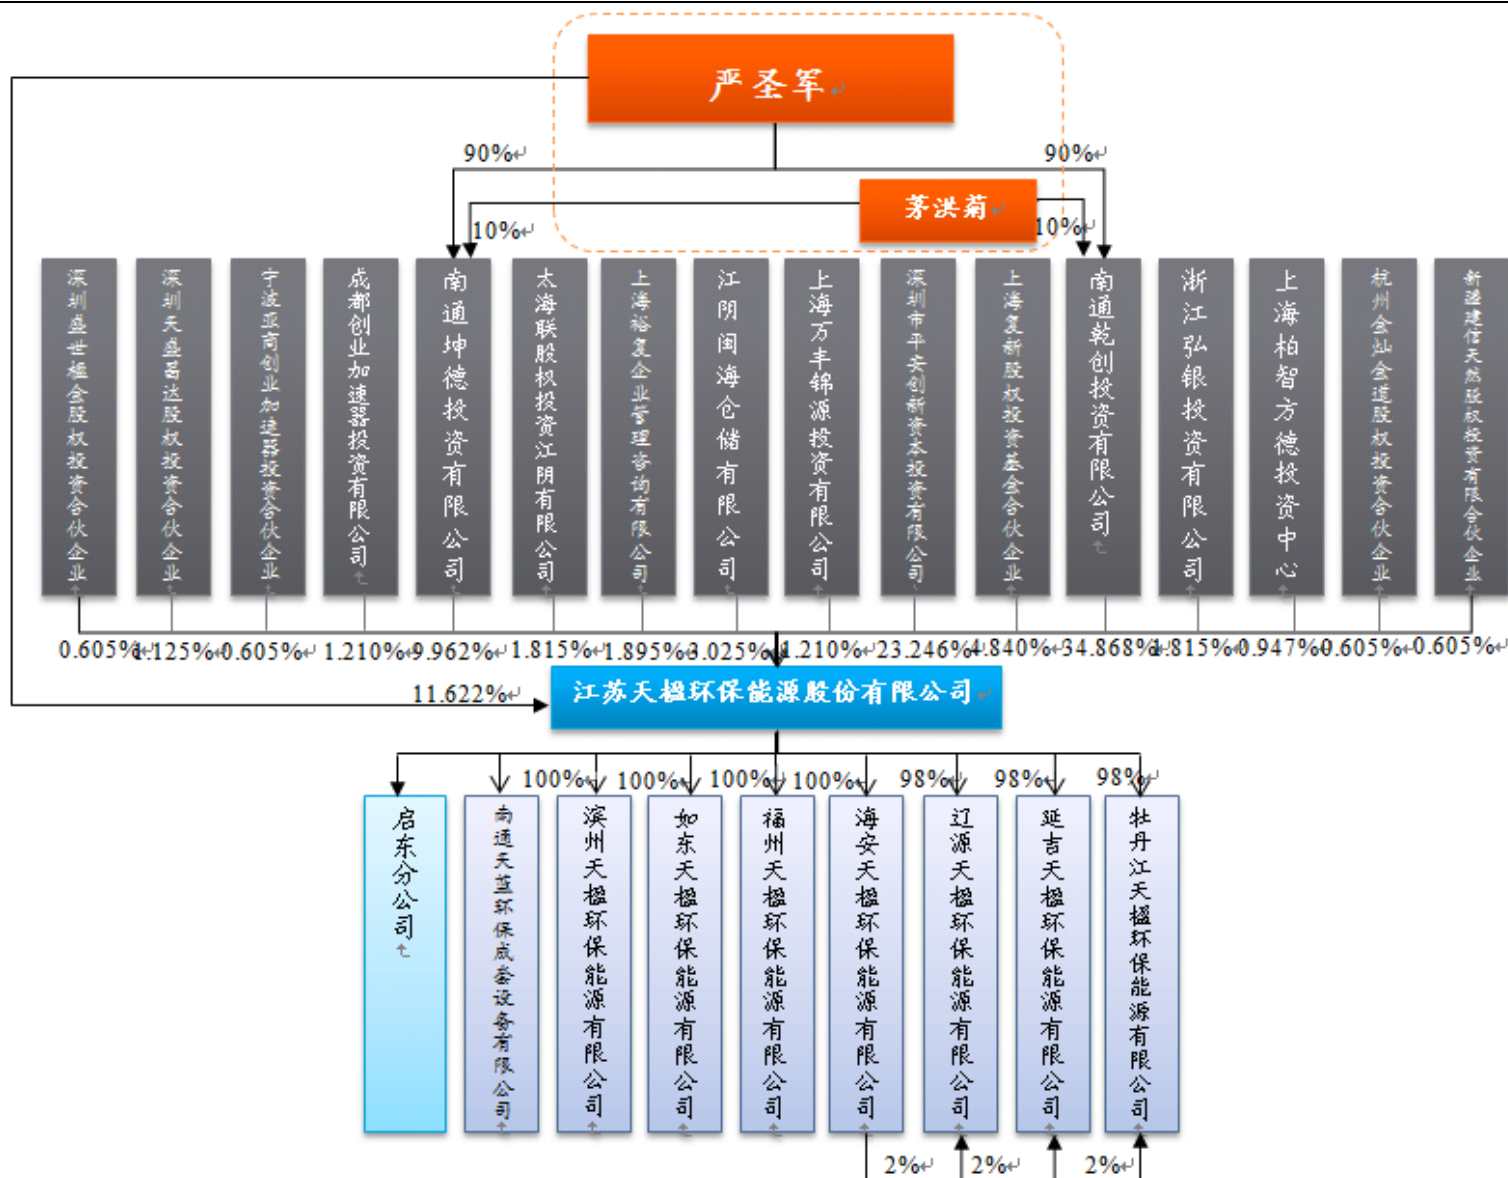 严圣军
90%
90%
茅洪菊
10%
10%
深圳盛世楹金股权投资合伙企业
深圳天盛昌达股权投资合伙企业
宁波亚商创业加速器投资合伙企业
成都创业加速器投资有限公司
南通坤德投资有限公司
太海联股权投资江阴有限公司
上海裕复企业管理咨询有限公司
江阴闽海仓储有限公司
上海万丰锦源投资有限公司
深圳市平安创新资本投资有限公司
上海复新股权投资基金合伙企业
南通乾创投资有限公司
浙江弘银投资有限公司
上海柏智方德投资中心
杭州金灿金道股权投资合伙企业
新疆建信天然股权投资有限合伙企业
0.605%
1.125%
0.605%
1.210%
9.962%
1.815%
1.895%
3.025%
1.210%
23.246%
4.840%
34.868%
1.815%
0.947%
0.605%
0.605%
11.622%
江苏天楹环保能源股份有限公司
100%
100%
100%
100%
98%
98%
98%
启东分公司
南通天蓝环保成套设备有限公司
滨州天楹环保能源有限公司
如东天楹环保能源有限公司
福州天楹环保能源有限公司
海安天楹环保能源有限公司
辽源天楹环保能源有限公司
延吉天楹环保能源有限公司
牡丹江天楹环保能源有限公司
2%
2%
2%